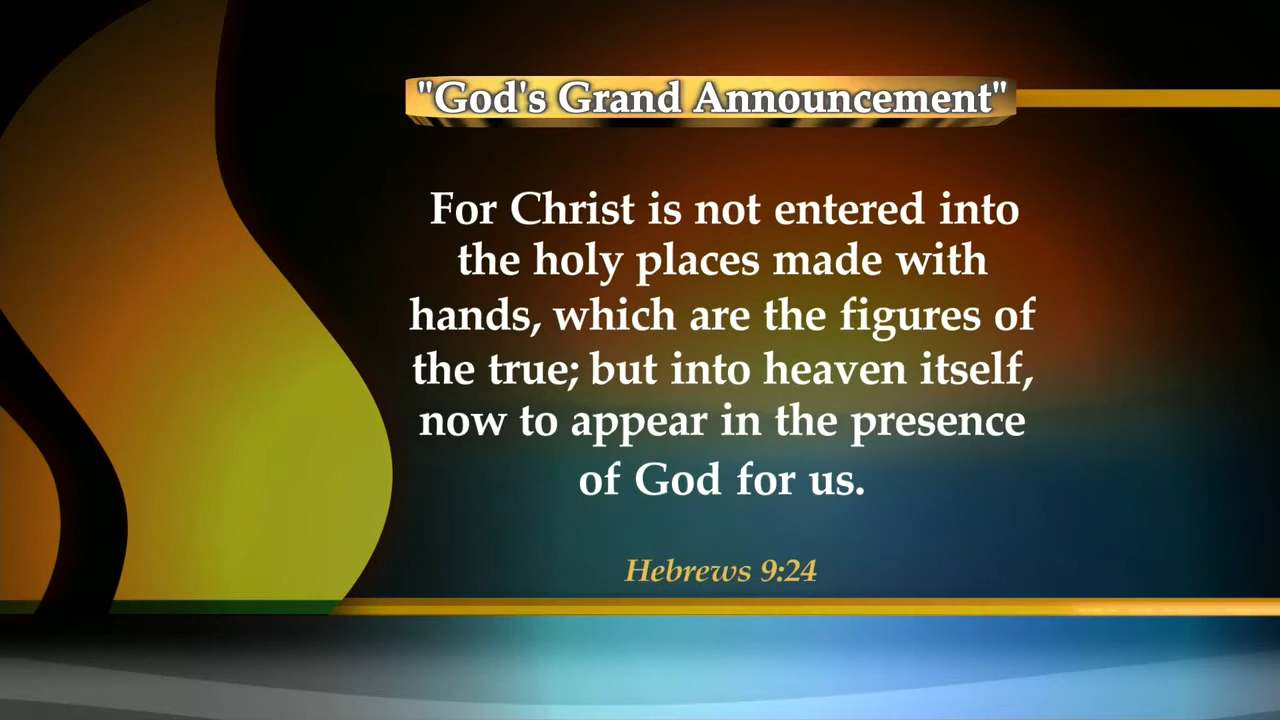 "God's Grand Announcement"
For Christ is not entered into
the holy places made with
hands, which are the figures of
the true; but into heaven itself,
now to appear in the presence
of God for us.
Hebrews 9:24